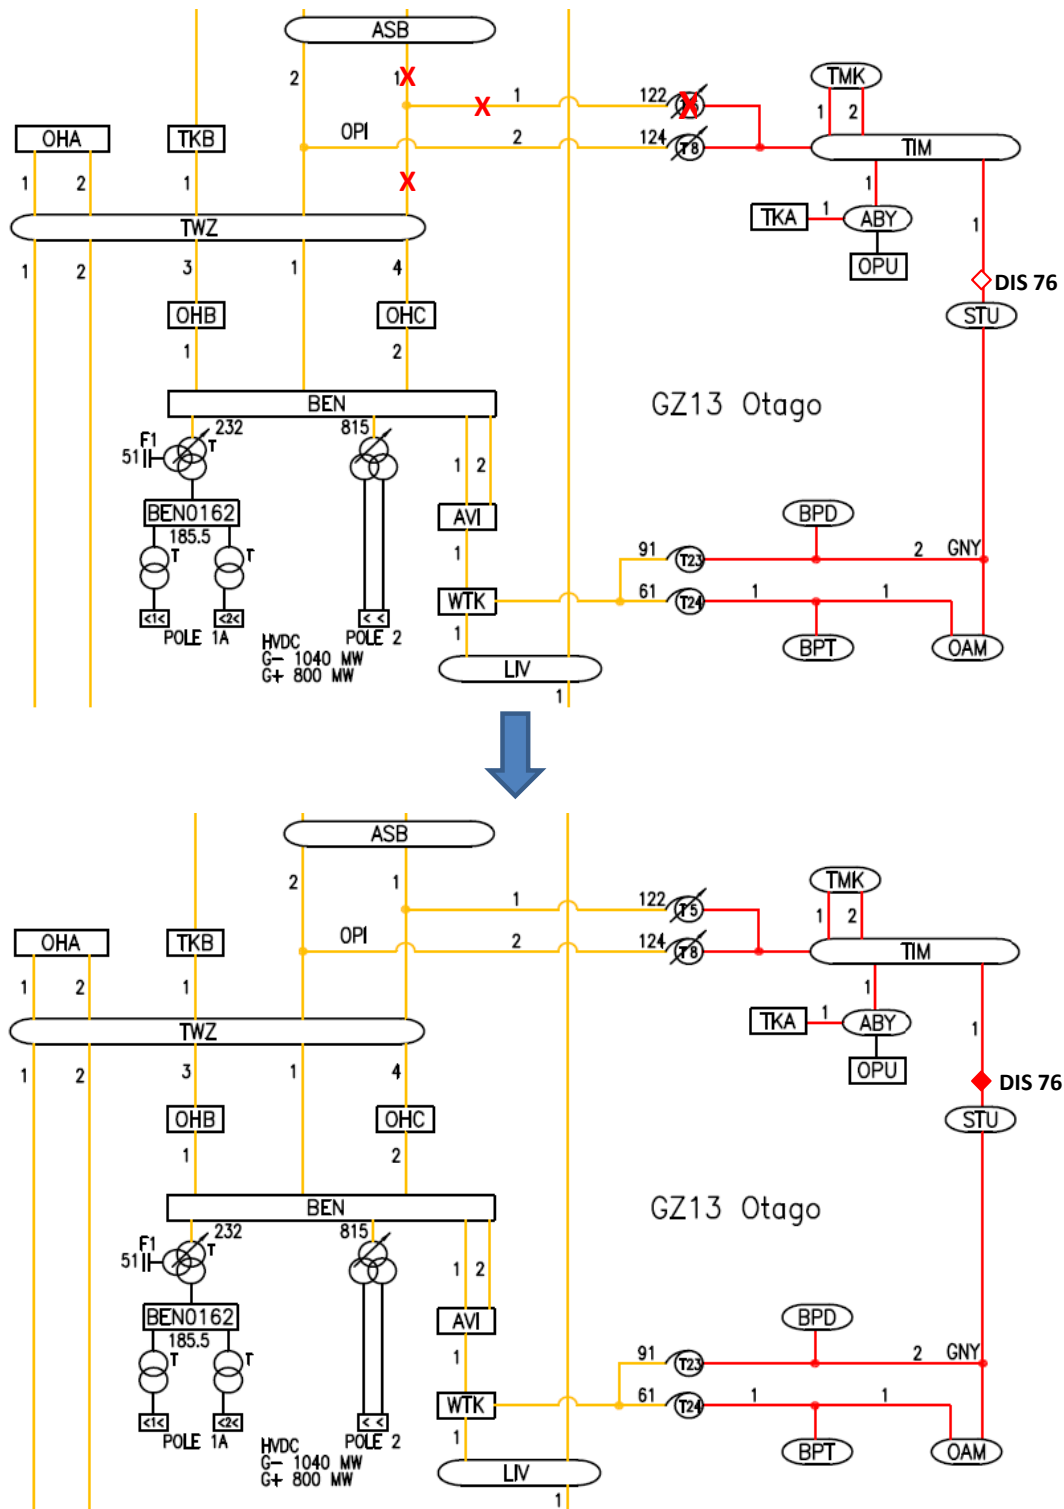 ASB
2
1
X
X
1
122
T5
X
TMK
1
2
OHA
TKB
OPI
2
124
T8
TIM
1
2
1
X
1
TKA
1
ABY
1
OPU
TWZ
1
2
3
1
4
DIS 76
OHB
OHC
STU
1
2
GZ13 Otago
BEN
232
815
F1
T
51
1
2
BEN0162
185.5
AVI
BPD
T
T
1
91
T23
2
GNY
<1<
<2<
< <
WTK
61
T24
1
1
POLE 1A
HVDC
POLE 2
1
BPT
OAM
G- 1040 MW
G+ 800 MW
LIV
1
ASB
2
1
1
122
T5
TMK
1
2
OHA
TKB
OPI
2
124
T8
TIM
1
2
1
1
TKA
1
ABY
1
OPU
TWZ
1
2
3
1
4
DIS 76
OHB
OHC
STU
1
2
GZ13 Otago
BEN
232
815
F1
T
51
1
2
BEN0162
185.5
AVI
BPD
T
T
1
91
T23
2
GNY
<1<
<2<
< <
WTK
61
T24
1
1
POLE 1A
HVDC
POLE 2
1
BPT
OAM
G- 1040 MW
G+ 800 MW
LIV
1